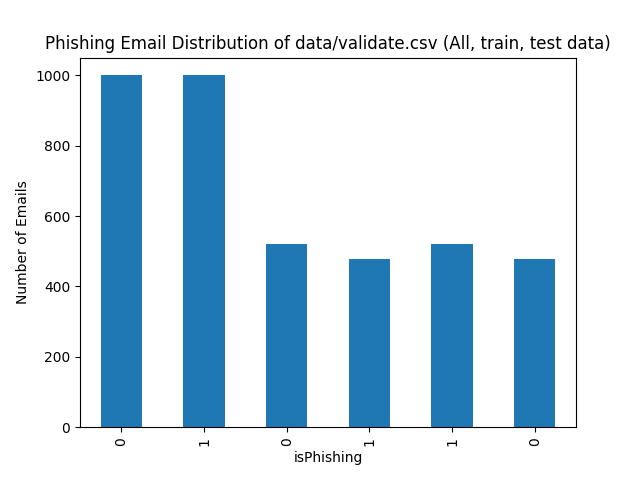 Phishing Email Distribution of data/validate.csv (All, train, test data)
Number of Emails
1000
800
600
400
200
0
0 1 0 1 1 0
isPhishing